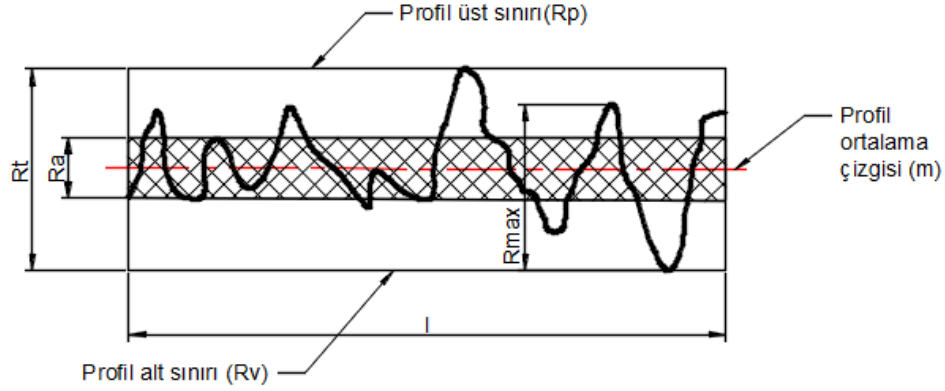 Profil üst sınırı(Rp)
Rt
Ra
Rmax
Profil
ortalama
çizgisi (m)
l
Profil alt sınırı (Rv)